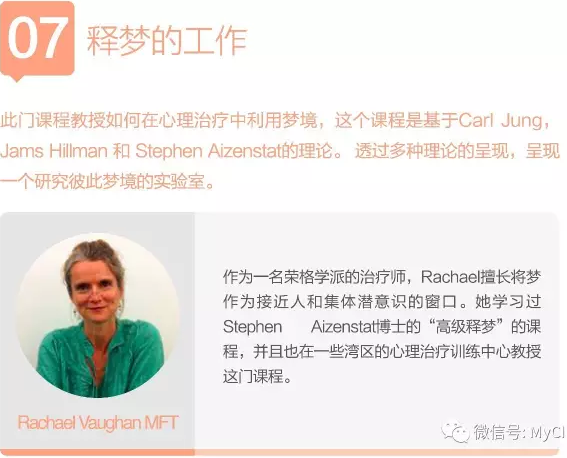 07 释梦的工作
此门课程教授如何在心理治疗中利用梦境，这个课程是基于Carl Jung，
Jams Hillman 和 Stephen Aizenstat的理论。 透过多种理论的呈现，呈现
一个研究彼此梦境的实验室。
作为一名荣格学派的治疗师，Rachael擅长将梦
作为接近人和集体潜意识的窗口。她学习过
Stephen Aizenstat博士的“高级释梦”的课
程，并且也在一些湾区的心理治疗训练中心教授
这门课程。
Rachael Vaughan MFT
微信号: MyCI